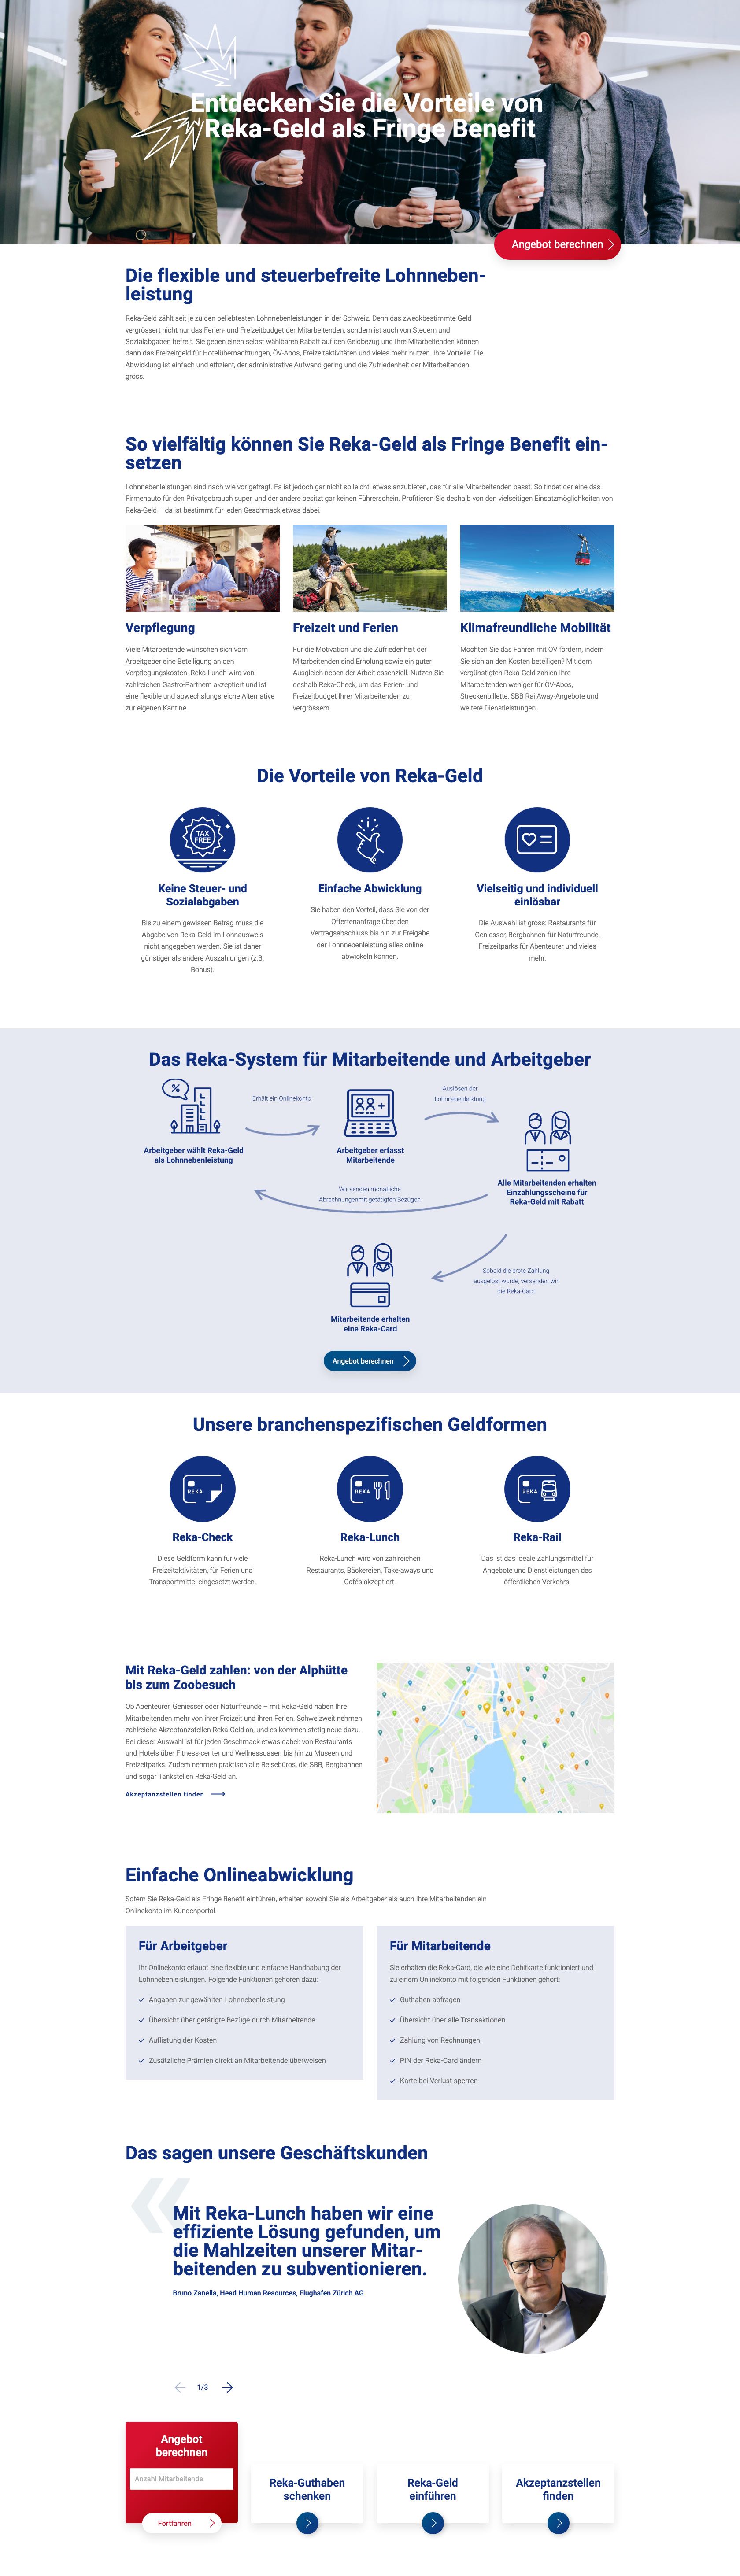 Entdecken Sie die Vorteile von
Reka-Geld als Fringe Benefit
Angebot berechnen
Die flexible und steuerbefreite Lohnneben-
leistung
Reka-Geld zählt seit je zu den beliebtesten Lohnnebenleistungen in der Schweiz. Denn das zweckbestimmte Geld
vergrössert nicht nur das Ferien- und Freizeitbudget der Mitarbeitenden, sondern ist auch von Steuern und
Sozialabgaben befreit. Sie geben einen selbst wählbaren Rabatt auf den Geldbezug und Ihre Mitarbeitenden können
dann das Freizeitgeld für Hotelübernachtungen, ÖV-Abos, Freizeitaktivitäten und vieles mehr nutzen. Ihre Vorteile: Die
Abwicklung ist einfach und effizient, der administrative Aufwand gering und die Zufriedenheit der Mitarbeitenden
gross.
So vielfältig können Sie Reka-Geld als Fringe Benefit ein-
setzen
Lohnnebenleistungen sind nach wie vor gefragt. Es ist jedoch gar nicht so leicht, etwas anzubieten, das für alle Mitarbeitenden passt. So findet der eine das
Firmenauto für den Privatgebrauch super, und der andere besitzt gar keinen Führerschein. Profitieren Sie deshalb von den vielseitigen Einsatzmöglichkeiten von
Reka-Geld – da ist bestimmt für jeden Geschmack etwas dabei.
Verpflegung
Viele Mitarbeitende wünschen sich vom
Arbeitgeber eine Beteiligung an den
Verpflegungskosten. Reka-Lunch wird von
zahlreichen Gastro-Partnern akzeptiert und ist
eine flexible und abwechslungsreiche Alternative
zur eigenen Kantine.
Freizeit und Ferien
Für die Motivation und die Zufriedenheit der
Mitarbeitenden sind Erholung sowie ein guter
Ausgleich neben der Arbeit essenziell. Nutzen Sie
deshalb Reka-Check, um das Ferien- und
Freizeitbudget Ihrer Mitarbeitenden zu
vergrössern.
Klimafreundliche Mobilität
Möchten Sie das Fahren mit ÖV fördern, indem
Sie sich an den Kosten beteiligen? Mit dem
vergünstigten Reka-Geld zahlen Ihre
Mitarbeitenden weniger für ÖV-Abos,
Streckenbillette, SBB RailAway-Angebote und
weitere Dienstleistungen.
Die Vorteile von Reka-Geld
TAX
FREE
Keine Steuer- und
Sozialabgaben
Bis zu einem gewissen Betrag muss die
Abgabe von Reka-Geld im Lohnausweis
nicht angegeben werden. Sie ist daher
günstiger als andere Auszahlungen (z.B.
Bonus).
Einfache Abwicklung
Sie haben den Vorteil, dass Sie von der
Offertenanfrage über den
Vertragsabschluss bis hin zur Freigabe
der Lohnnebenleistung alles online
abwickeln können.
Vielseitig und individuell
einlösbar
Die Auswahl ist gross: Restaurants für
Geniesser, Bergbahnen für Naturfreunde,
Freizeitparks für Abenteurer und vieles
mehr.
Das Reka-System für Mitarbeitende und Arbeitgeber
%
Arbeitgeber wählt Reka-Geld
als Lohnnebenleistung
Erhält ein Onlinekonto
Arbeitgeber erfasst
Mitarbeitende
Auslösen der
Lohnnebenleistung
Alle Mitarbeitenden erhalten
Einzahlungsscheine für
Reka-Geld mit Rabatt
Wir senden monatliche
Abrechnungenmit getätigten Bezügen
Sobald die erste Zahlung
ausgelöst wurde, versenden wir
die Reka-Card
Mitarbeitende erhalten
eine Reka-Card
Angebot berechnen
Unsere branchenspezifischen Geldformen
REKA
Reka-Check
Diese Geldform kann für viele
Freizeitaktivitäten, für Ferien und
Transportmittel eingesetzt werden.
REKA
Reka-Lunch
Reka-Lunch wird von zahlreichen
Restaurants, Bäckereien, Take-aways und
Cafés akzeptiert.
REKA
Reka-Rail
Das ist das ideale Zahlungsmittel für
Angebote und Dienstleistungen des
öffentlichen Verkehrs.
Mit Reka-Geld zahlen: von der Alphütte
bis zum Zoobesuch
Ob Abenteurer, Geniesser oder Naturfreunde – mit Reka-Geld haben Ihre
Mitarbeitenden mehr von ihrer Freizeit und ihren Ferien. Schweizweit nehmen
zahlreiche Akzeptanzstellen Reka-Geld an, und es kommen stetig neue dazu.
Bei dieser Auswahl ist für jeden Geschmack etwas dabei: von Restaurants
und Hotels über Fitness-center und Wellnessoasen bis hin zu Museen und
Freizeitparks. Zudem nehmen praktisch alle Reisebüros, die SBB, Bergbahnen
und sogar Tankstellen Reka-Geld an.
Akzeptanzstellen finden
Einfache Onlineabwicklung
Sofern Sie Reka-Geld als Fringe Benefit einführen, erhalten sowohl Sie als Arbeitgeber als auch Ihre Mitarbeitenden ein
Onlinekonto im Kundenportal.
Für Arbeitgeber
Ihr Onlinekonto erlaubt eine flexible und einfache Handhabung der
Lohnnebenleistungen. Folgende Funktionen gehören dazu:
Angaben zur gewählten Lohnnebenleistung
Übersicht über getätigte Bezüge durch Mitarbeitende
Auflistung der Kosten
Zusätzliche Prämien direkt an Mitarbeitende überweisen
Für Mitarbeitende
Sie erhalten die Reka-Card, die wie eine Debitkarte funktioniert und
zu einem Onlinekonto mit folgenden Funktionen gehört:
Guthaben abfragen
Übersicht über alle Transaktionen
Zahlung von Rechnungen
PIN der Reka-Card ändern
Karte bei Verlust sperren
Das sagen unsere Geschäftskunden
«
Mit Reka-Lunch haben wir eine
effiziente Lösung gefunden, um
die Mahlzeiten unserer Mitar-
beitenden zu subventionieren.
Bruno Zanella, Head Human Resources, Flughafen Zürich AG
1/3
Angebot
berechnen
Anzahl Mitarbeitende
Fortfahren
Reka-Guthaben
schenken
Reka-Geld
einführen
Akzeptanzstellen
finden